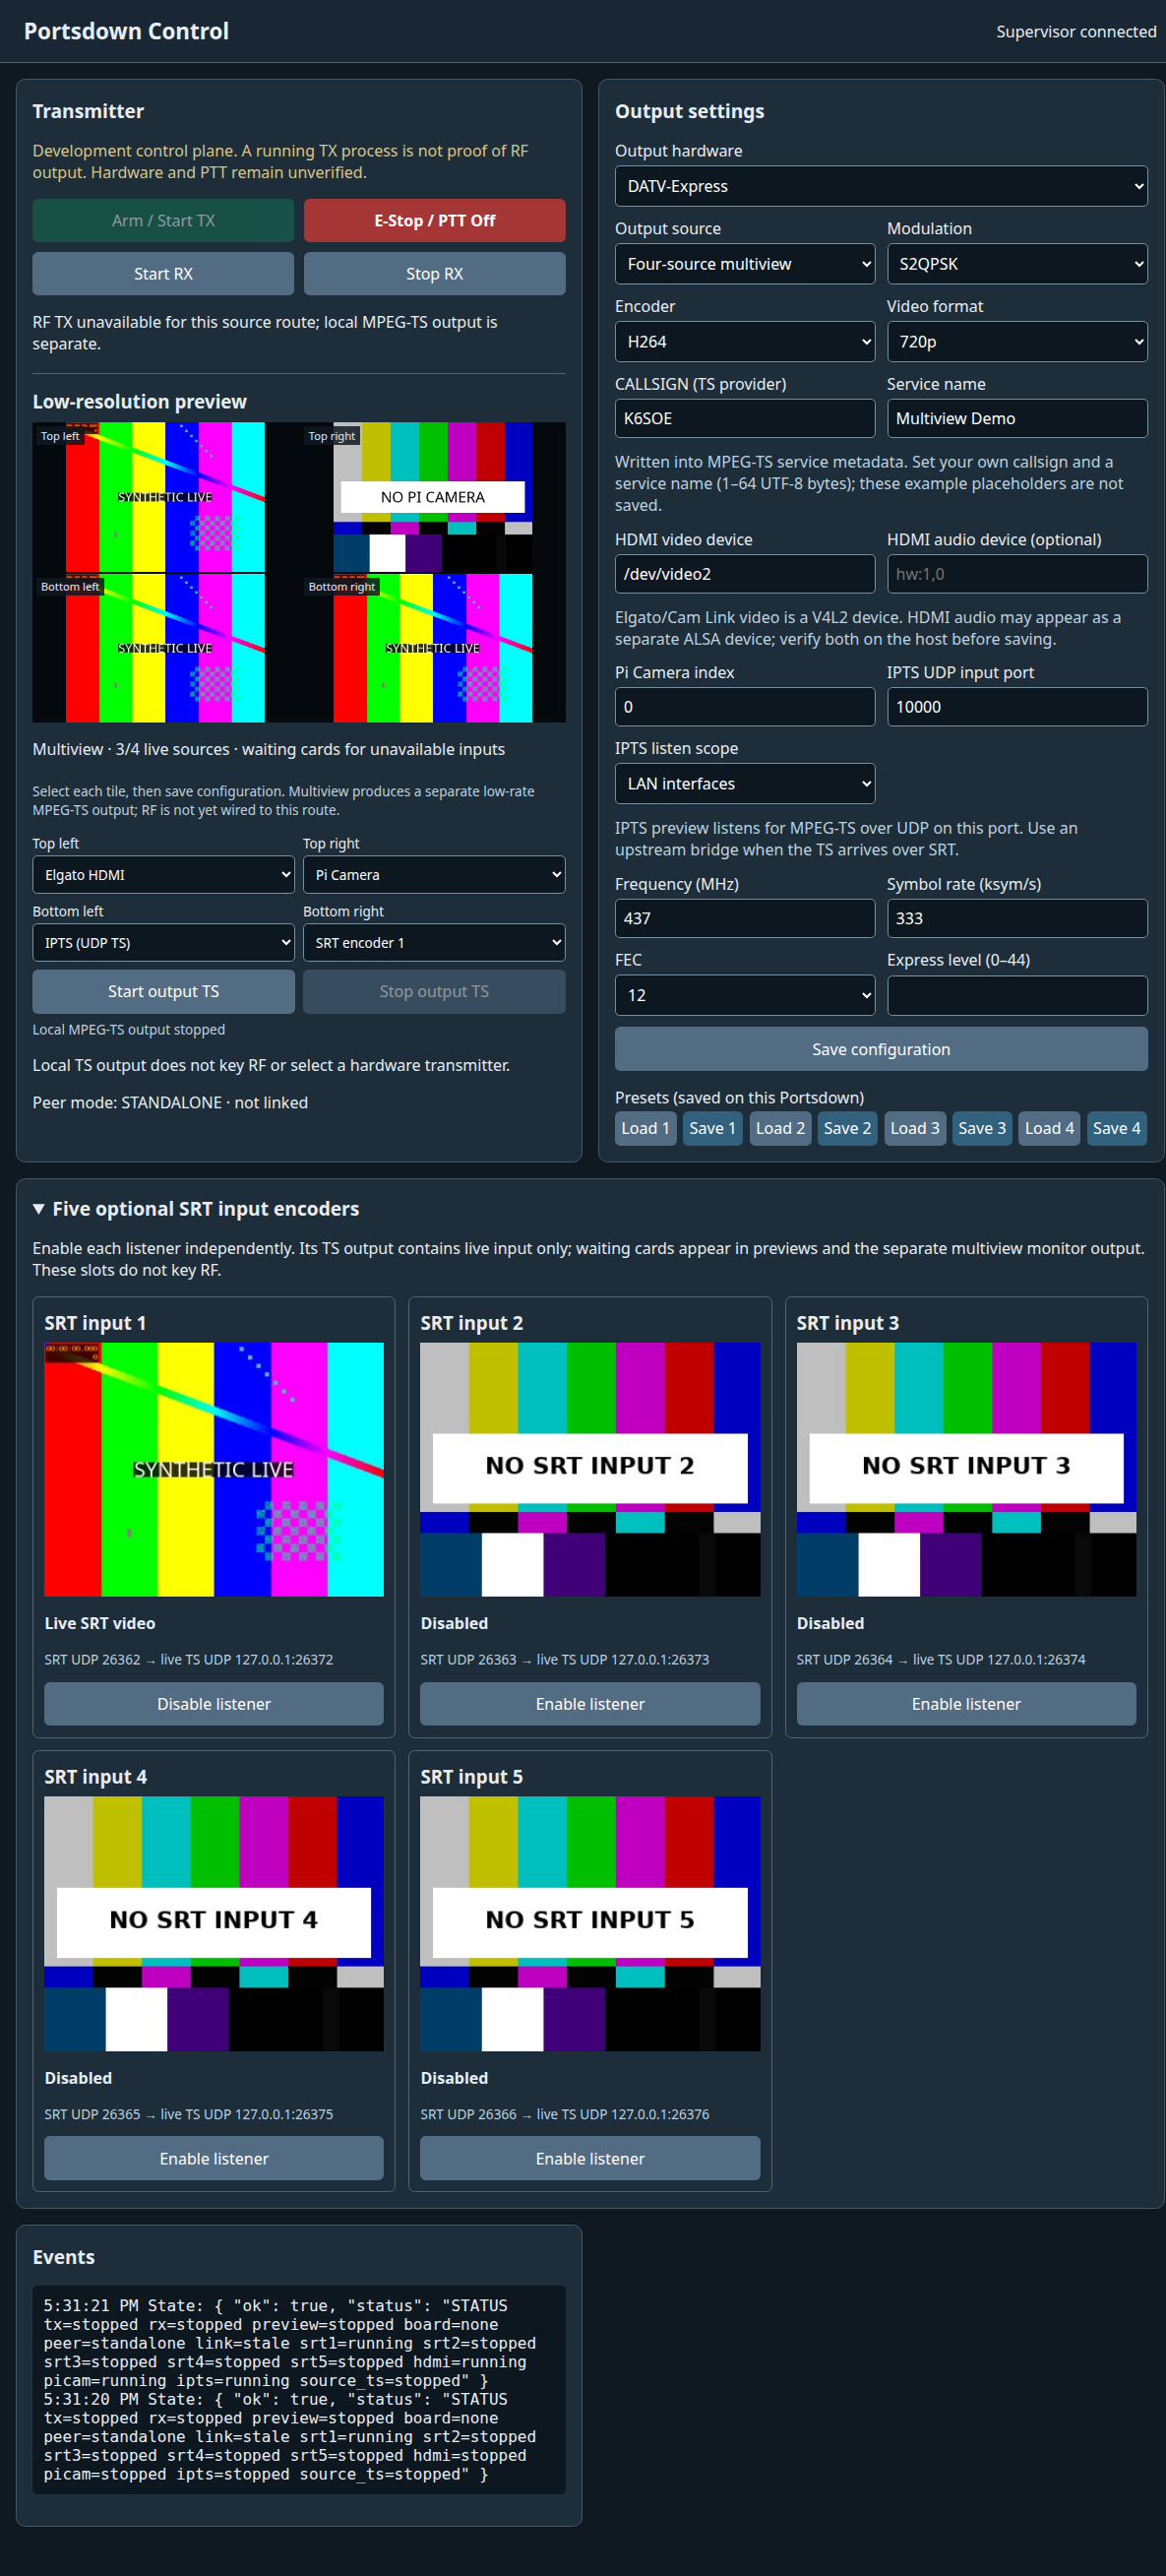 Portsdown Control
Supervisor connected
Transmitter
Development control plane. A running TX process is not proof of RF
output. Hardware and PTT remain unverified.
Arm / Start TX
E-Stop / PTT Off
Start RX
Stop RX
RF TX unavailable for this source route; local MPEG-TS output is
separate.
Low-resolution preview
Top left
SYNTHETIC LIVE
Top right
NO PI CAMERA
Bottom left
SYNTHETIC LIVE
Bottom right
SYNTHETIC LIVE
Multiview · 3/4 live sources · waiting cards for unavailable inputs
Select each tile, then save configuration. Multiview produces a separate low-rate
MPEG-TS output; RF is not yet wired to this route.
Top left
Top right
Elgato HDMI
Pi Camera
Bottom left
Bottom right
IPTS (UDP TS)
SRT encoder 1
Start output TS
Stop output TS
Local MPEG-TS output stopped
Local TS output does not key RF or select a hardware transmitter.
Peer mode: STANDALONE · not linked
Output settings
Output hardware
DATV-Express
Output source
Modulation
Four-source multiview
S2QPSK
Encoder
Video format
H264
720p
CALLSIGN (TS provider)
Service name
K6SOE
Multiview Demo
Written into MPEG-TS service metadata. Set your own callsign and a
service name (1–64 UTF-8 bytes); these example placeholders are not
saved.
HDMI video device
HDMI audio device (optional)
/dev/video2
hw:1,0
Elgato/Cam Link video is a V4L2 device. HDMI audio may appear as a
separate ALSA device; verify both on the host before saving.
Pi Camera index
IPTS UDP input port
0
10000
IPTS listen scope
LAN interfaces
IPTS preview listens for MPEG-TS over UDP on this port. Use an
upstream bridge when the TS arrives over SRT.
Frequency (MHz)
Symbol rate (ksym/s)
437
333
FEC
Express level (0–44)
12
Save configuration
Presets (saved on this Portsdown)
Load 1
Save 1
Load 2
Save 2
Load 3
Save 3
Load 4
Save 4
▼ Five optional SRT input encoders
Enable each listener independently. Its TS output contains live input only; waiting cards appear in previews and the separate multiview monitor output.
These slots do not key RF.
SRT input 1
00:00:00.000
SYNTHETIC LIVE
Live SRT video
SRT UDP 26362 → live TS UDP 127.0.0.1:26372
Disable listener
SRT input 2
NO SRT INPUT 2
Disabled
SRT UDP 26363 → live TS UDP 127.0.0.1:26373
Enable listener
SRT input 3
NO SRT INPUT 3
Disabled
SRT UDP 26364 → live TS UDP 127.0.0.1:26374
Enable listener
SRT input 4
NO SRT INPUT 4
Disabled
SRT UDP 26365 → live TS UDP 127.0.0.1:26375
Enable listener
SRT input 5
NO SRT INPUT 5
Disabled
SRT UDP 26366 → live TS UDP 127.0.0.1:26376
Enable listener
Events
5:31:21 PM State: { "ok": true, "status": "STATUS
tx=stopped rx=stopped preview=stopped board=none
peer=standalone link=stale srt1=running srt2=stopped
srt3=stopped srt4=stopped srt5=stopped hdmi=running
picam=running ipts=running source_ts=stopped" }
5:31:20 PM State: { "ok": true, "status": "STATUS
tx=stopped rx=stopped preview=stopped board=none
peer=standalone link=stale srt1=running srt2=stopped
srt3=stopped srt4=stopped srt5=stopped hdmi=stopped
picam=stopped ipts=stopped source_ts=stopped" }